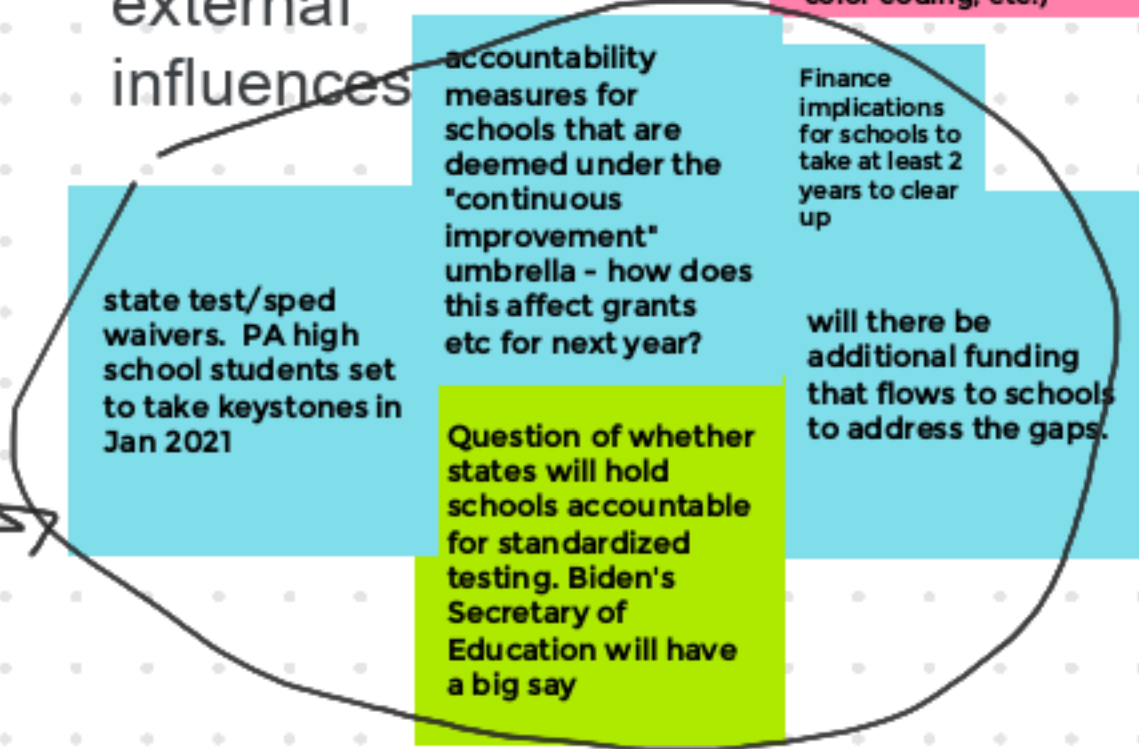 external
influences
color coding, etc.)
accountability
measures for
schools that are
deemed under the
"continuous
improvement"
umbrella - how does
this affect grants
etc for next year?
Finance
implications
for schools to
take at least 2
years to clear
up
state test/sped
waivers.  PA high
school students set
to take keystones in
Jan 2021
will there be
additional funding
that flows to schools
to address the gaps.
Question of whether
states will hold
schools accountable
for standardized
testing. Biden's
Secretary of
Education will have
a big say